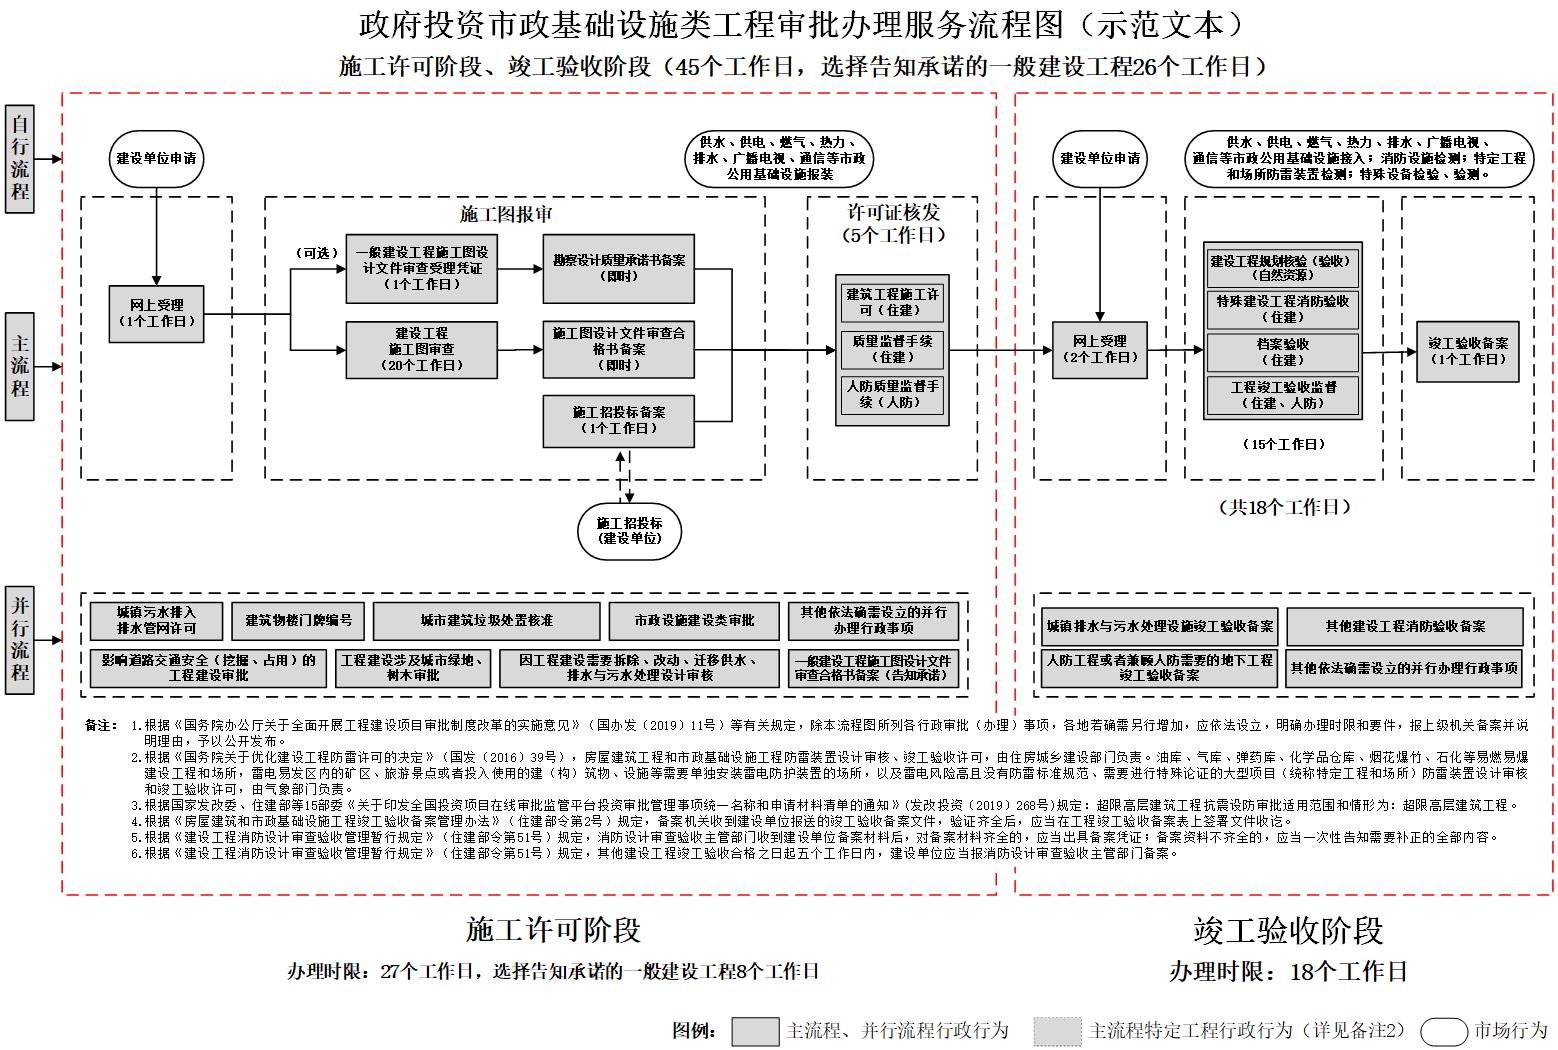 政府投资市政基础设施类工程审批办理服务流程图（示范文本）
施工许可阶段、竣工验收阶段（45个工作日，选择告知承诺的一般建设工程26个工作日）
自行流程
建设单位申请
供水、供电、燃气、热力、
排水、广播电视、通信等市政
公用基础设施报装
建设单位申请
供水、供电、燃气、热力、排水、广播电视、
通信等市政公用基础设施接入；消防设施检测；特定工程
和场所防雷装置检测；特殊设备检验、验测。
主流程
网上受理
（1个工作日）
施工图报审
（可选）
一般建设工程施工图设
计文件审查受理凭证
（1个工作日）
勘察设计质量承诺书备案
（即时）
建设工程
施工图审查
（20个工作日）
施工图设计文件审查合
格书备案
（即时）
施工招投标备案
（1个工作日）
施工招投标
(建设单位)
许可证核发
（5个工作日）
建筑工程施工许
可（住建）
质量监督手续
（住建）
人防质量监督手
续（人防）
网上受理
（2个工作日）
建设工程规划核验（验收）
（自然资源）
特殊建设工程消防验收
（住建）
档案验收
（住建）
工程竣工验收监督
（住建、人防）
（15个工作日）
竣工验收备案
（1个工作日）
（共18个工作日）
并行流程
城镇污水排入
排水管网许可
建筑物楼门牌编号
城市建筑垃圾处置核准
市政设施建设类审批
其他依法确需设立的并行
办理行政事项
影响道路交通安全（挖掘、占用）的
工程建设审批
工程建设涉及城市绿地、
树木审批
因工程建设需要拆除、改动、迁移供水、
排水与污水处理设计审核
一般建设工程施工图设计文件
审查合格书备案（告知承诺）
城镇排水与污水处理设施竣工验收备案
其他建设工程消防验收备案
人防工程或者兼顾人防需要的地下工程
竣工验收备案
其他依法确需设立的并行办理行政事项
备注： 1.根据《国务院办公厅关于全面开展工程建设项目审批制度改革的实施意见》（国办发（2019）11号）等有关规定，除本流程图所列各行政审批（办理）事项，各地若确需另行增加，应依法设立，明确办理时限和要件，报上级机关备案并说
明理由，予以公开发布。
2.根据《国务院关于优化建设工程防雷许可的决定》（国发（2016）39号），房屋建筑工程和市政基础设施工程防雷装置设计审核、竣工验收许可，由住房城乡建设部门负责。油库、气库、弹药库、化学品仓库、烟花爆竹、石化等易燃易爆
建设工程和场所，雷电易发区内的矿区、旅游景点或者投入使用的建（构）筑物、设施等需要单独安装雷电防护装置的场所，以及雷电风险高且没有防雷标准规范、需要进行特殊论证的大型项目（统称特定工程和场所）防雷装置设计审核
和竣工验收许可，由气象部门负责。
3.根据国家发改委、住建部等15部委《关于印发全国投资项目在线审批监管平台投资审批管理事项统一名称和申请材料清单的通知》(发改投资（2019）268号)规定：超限高层建筑工程抗震设防审批适用范围和情形为：超限高层建筑工程。
4.根据《房屋建筑和市政基础设施工程竣工验收备案管理办法》（住建部令第2号）规定，备案机关收到建设单位报送的竣工验收备案文件，验证齐全后，应当在工程竣工验收备案表上签署文件收讫。
5.根据《建设工程消防设计审查验收管理暂行规定》（住建部令第51号）规定，消防设计审查验收主管部门收到建设单位备案材料后，对备案材料齐全的，应当出具备案凭证；备案资料不齐全的，应当一次性告知需要补正的全部内容。
6.根据《建设工程消防设计审查验收管理暂行规定》（住建部令第51号）规定，其他建设工程竣工验收合格之日起五个工作日内，建设单位应当报消防设计审查验收主管部门备案。
施工许可阶段
办理时限：27个工作日，选择告知承诺的一般建设工程8个工作日
竣工验收阶段
办理时限：18个工作日
图例： 主流程、并行流程行政行为 主流程特定工程行政行为（详见备注2） 市场行为